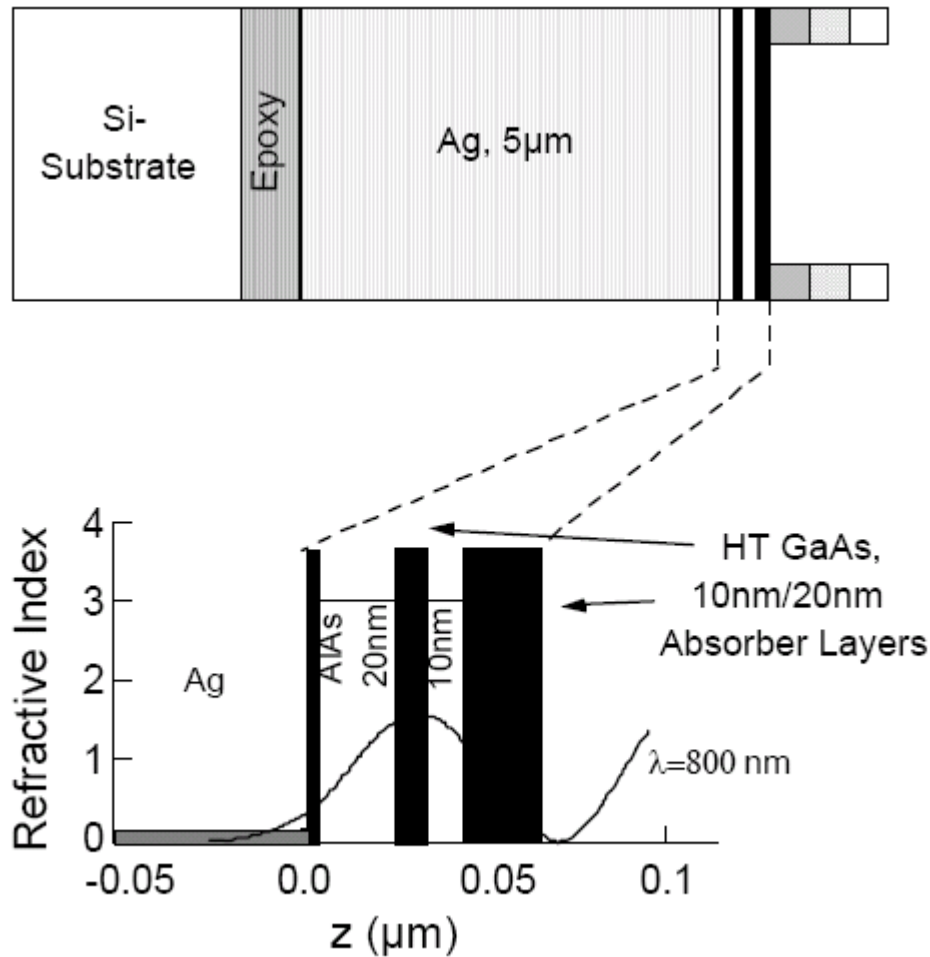 Si-
Substrate
Epoxy
Ag, 5µm
Refractive Index
4
3
2
1
0
Ag
AlAs
20nm
10nm
HT GaAs,
10nm/20nm
Absorber Layers
λ=800 nm
-0.05
0.0
0.05
0.1
z (µm)